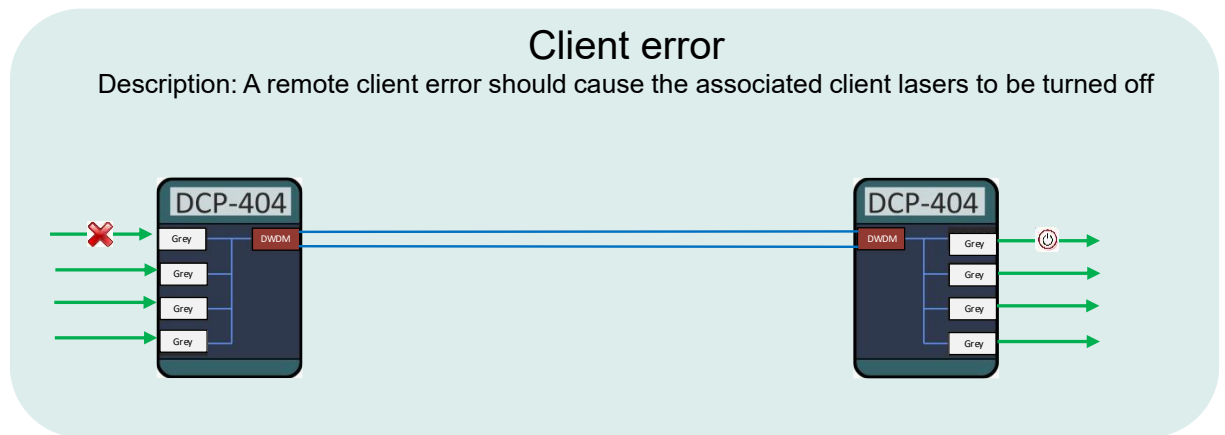 Client error
Description: A remote client error should cause the associated client lasers to be turned off
DCP-404
DCP-404
Grey
DWDM
DWDM
Grey
Grey
Grey
Grey
Grey
Grey
Grey